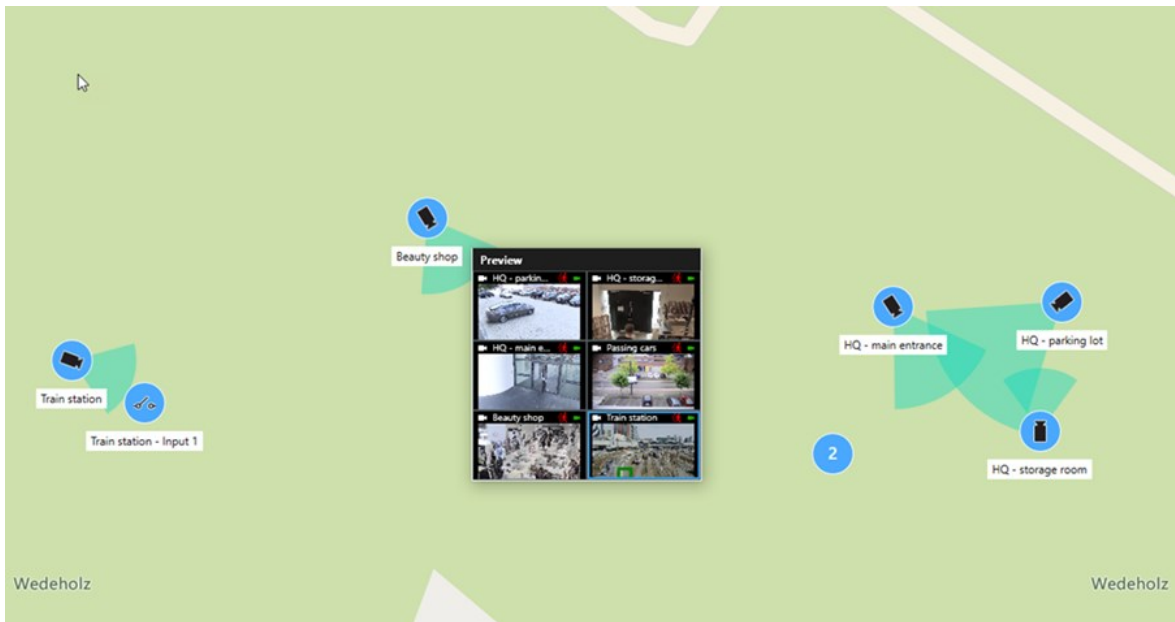 Beauty shop
Preview
HQ - parkin...
HQ - storag...
HQ - main e...
Passing cars
Beauty shop
Train station
HQ - main entrance
HQ - parking lot
Train station
Train station - Input 1
2
HQ - storage room
Wedeholz
Wedeholz